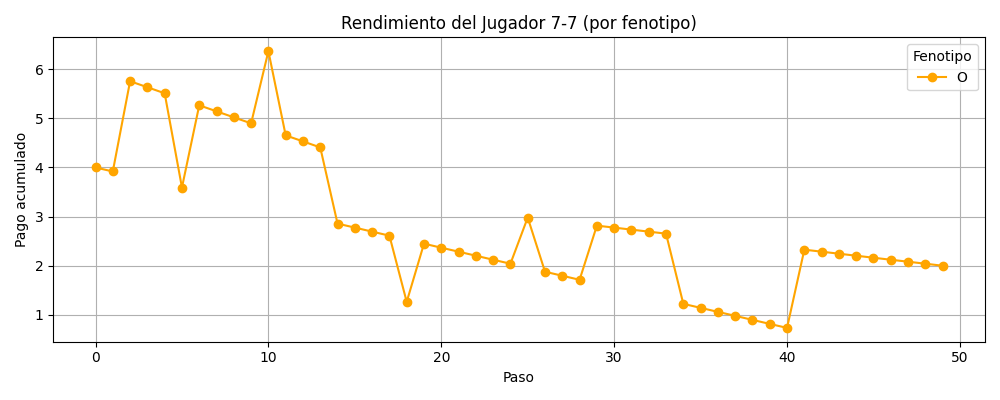 Rendimiento del Jugador 7-7 (por fenotipo)
Pago acumulado
6
5
4
3
2
1
Fenotipo
O
0 10 20 30 40 50
Paso